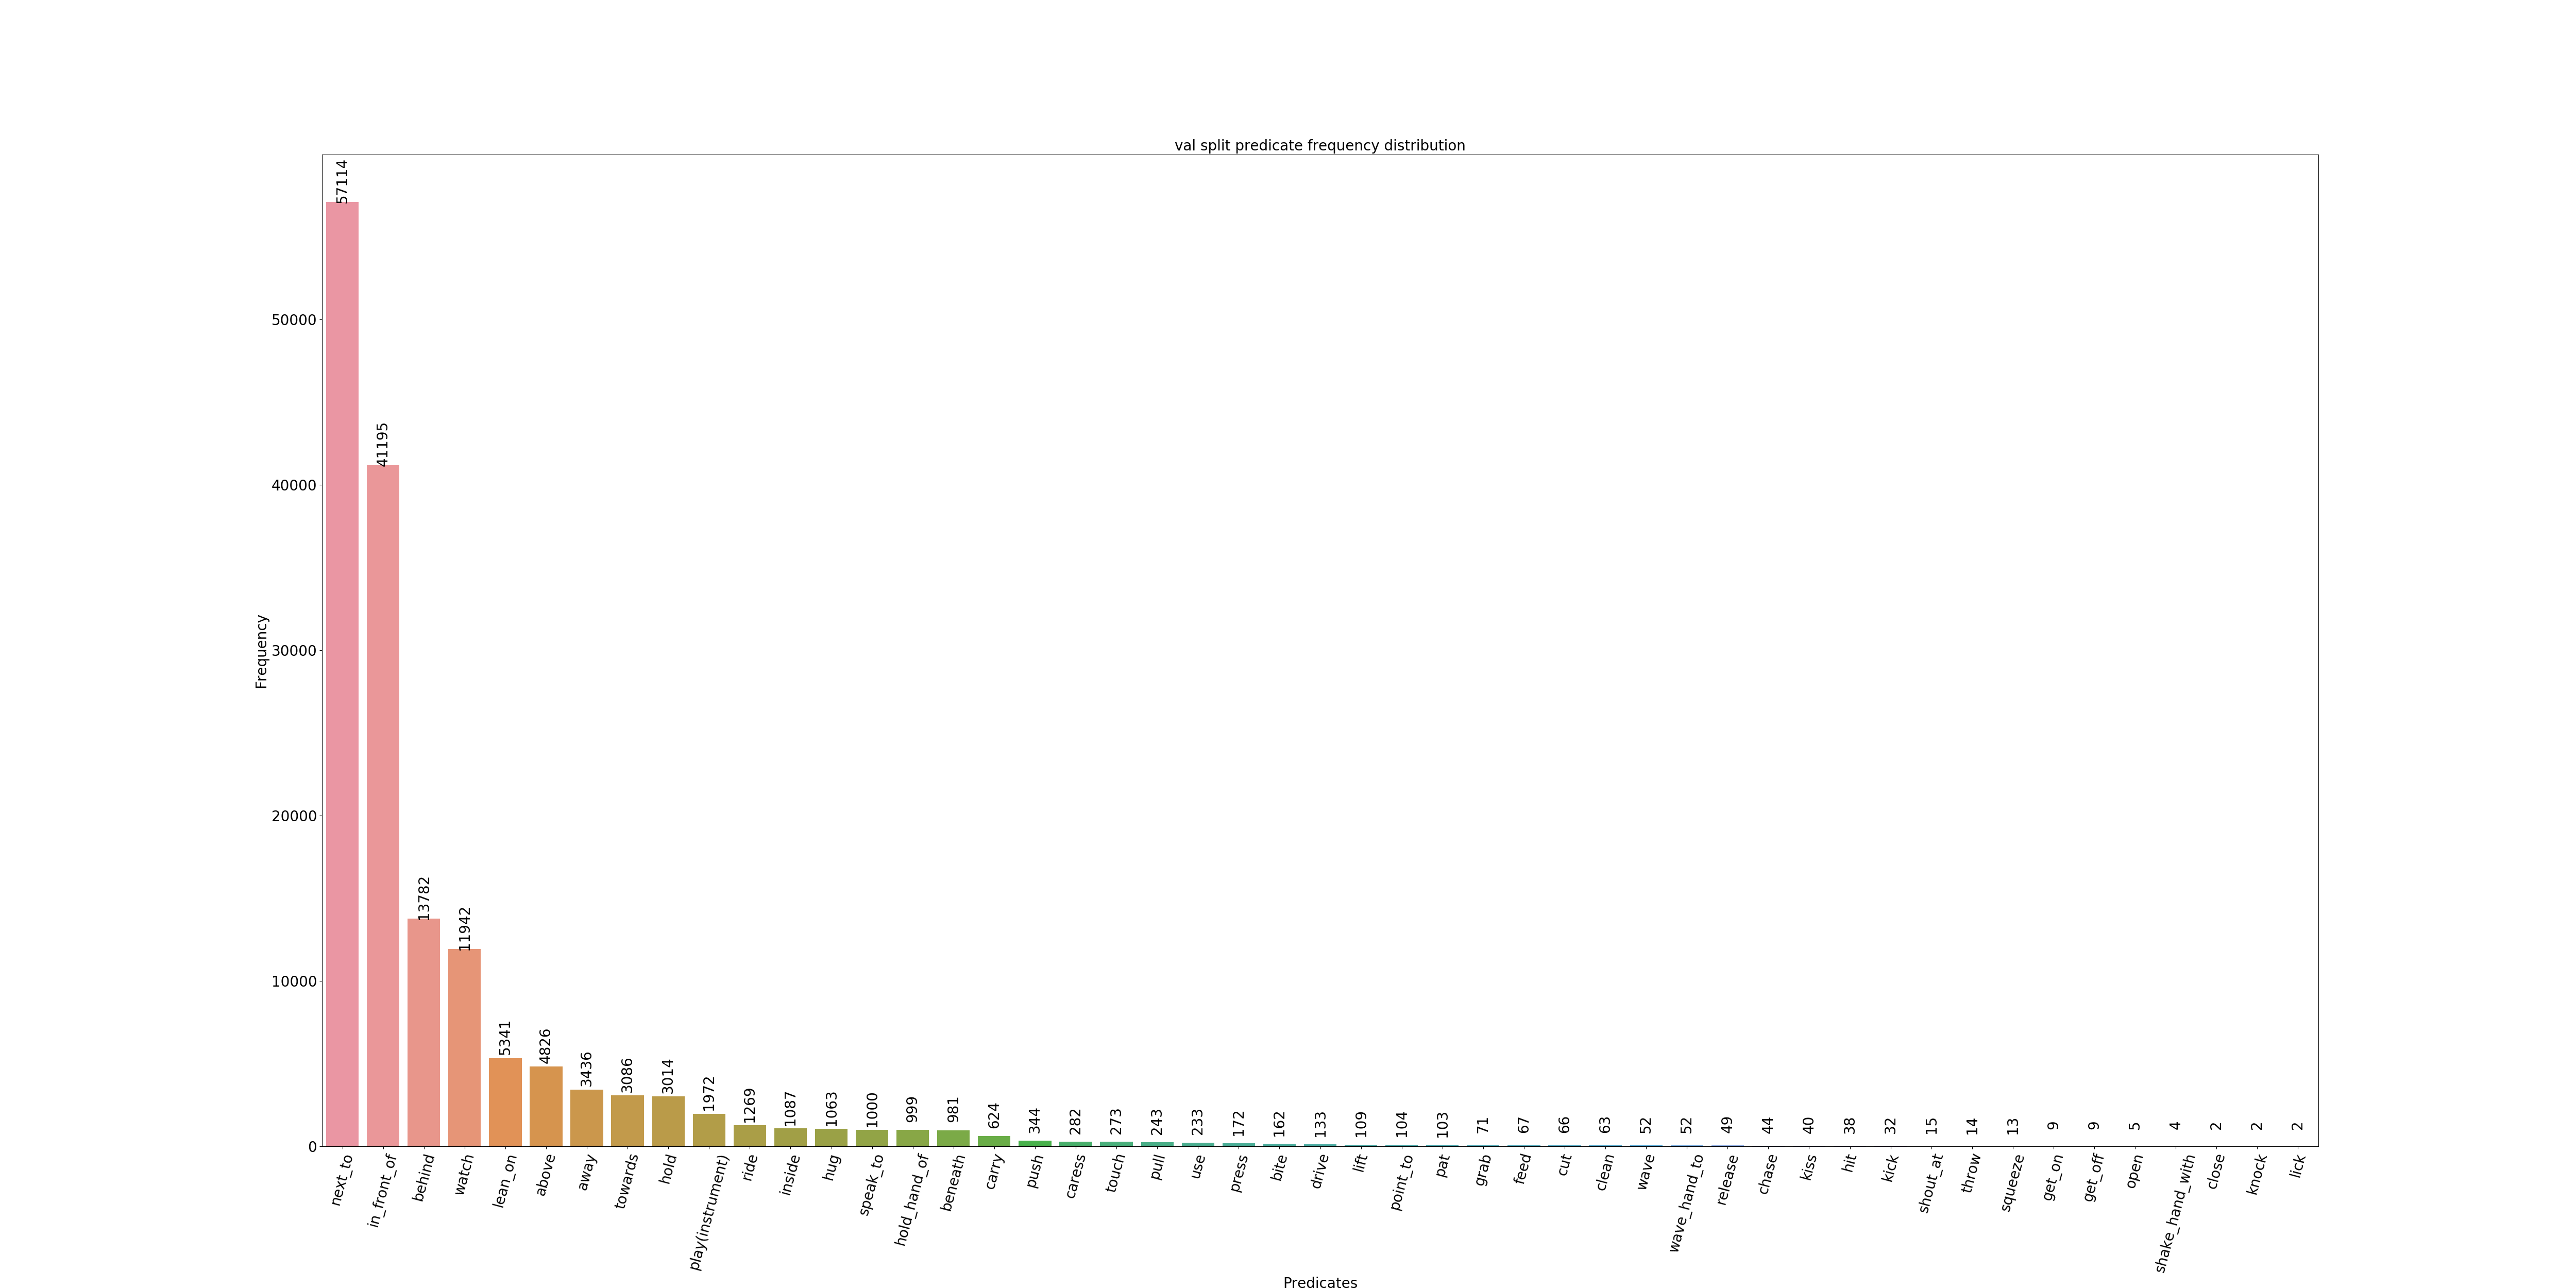 val split predicate frequency distribution
Frequency
50000
40000
30000
20000
10000
0
57114
41195
13782
11942
5341
4826
3436
3086
3014
1972
1269
1087
1063
1000
999
981
624
344
282
273
243
233
172
162
133
109
104
103
71
67
66
63
52
52
49
44
40
38
32
15
14
13
9
9
5
4
2
2
2
next_to
in_front_of
behind
watch
lean_on
above
away
towards
hold
play(instrument)
ride
inside
hug
speak_to
hold_hand_of
beneath
carry
push
caress
touch
pull
use
press
bite
drive
lift
point_to
pat
grab
feed
cut
clean
wave
wave_hand_to
release
chase
kiss
hit
kick
shout_at
throw
squeeze
get_on
get_off
open
shake_hand_with
close
knock
lick
Predicates